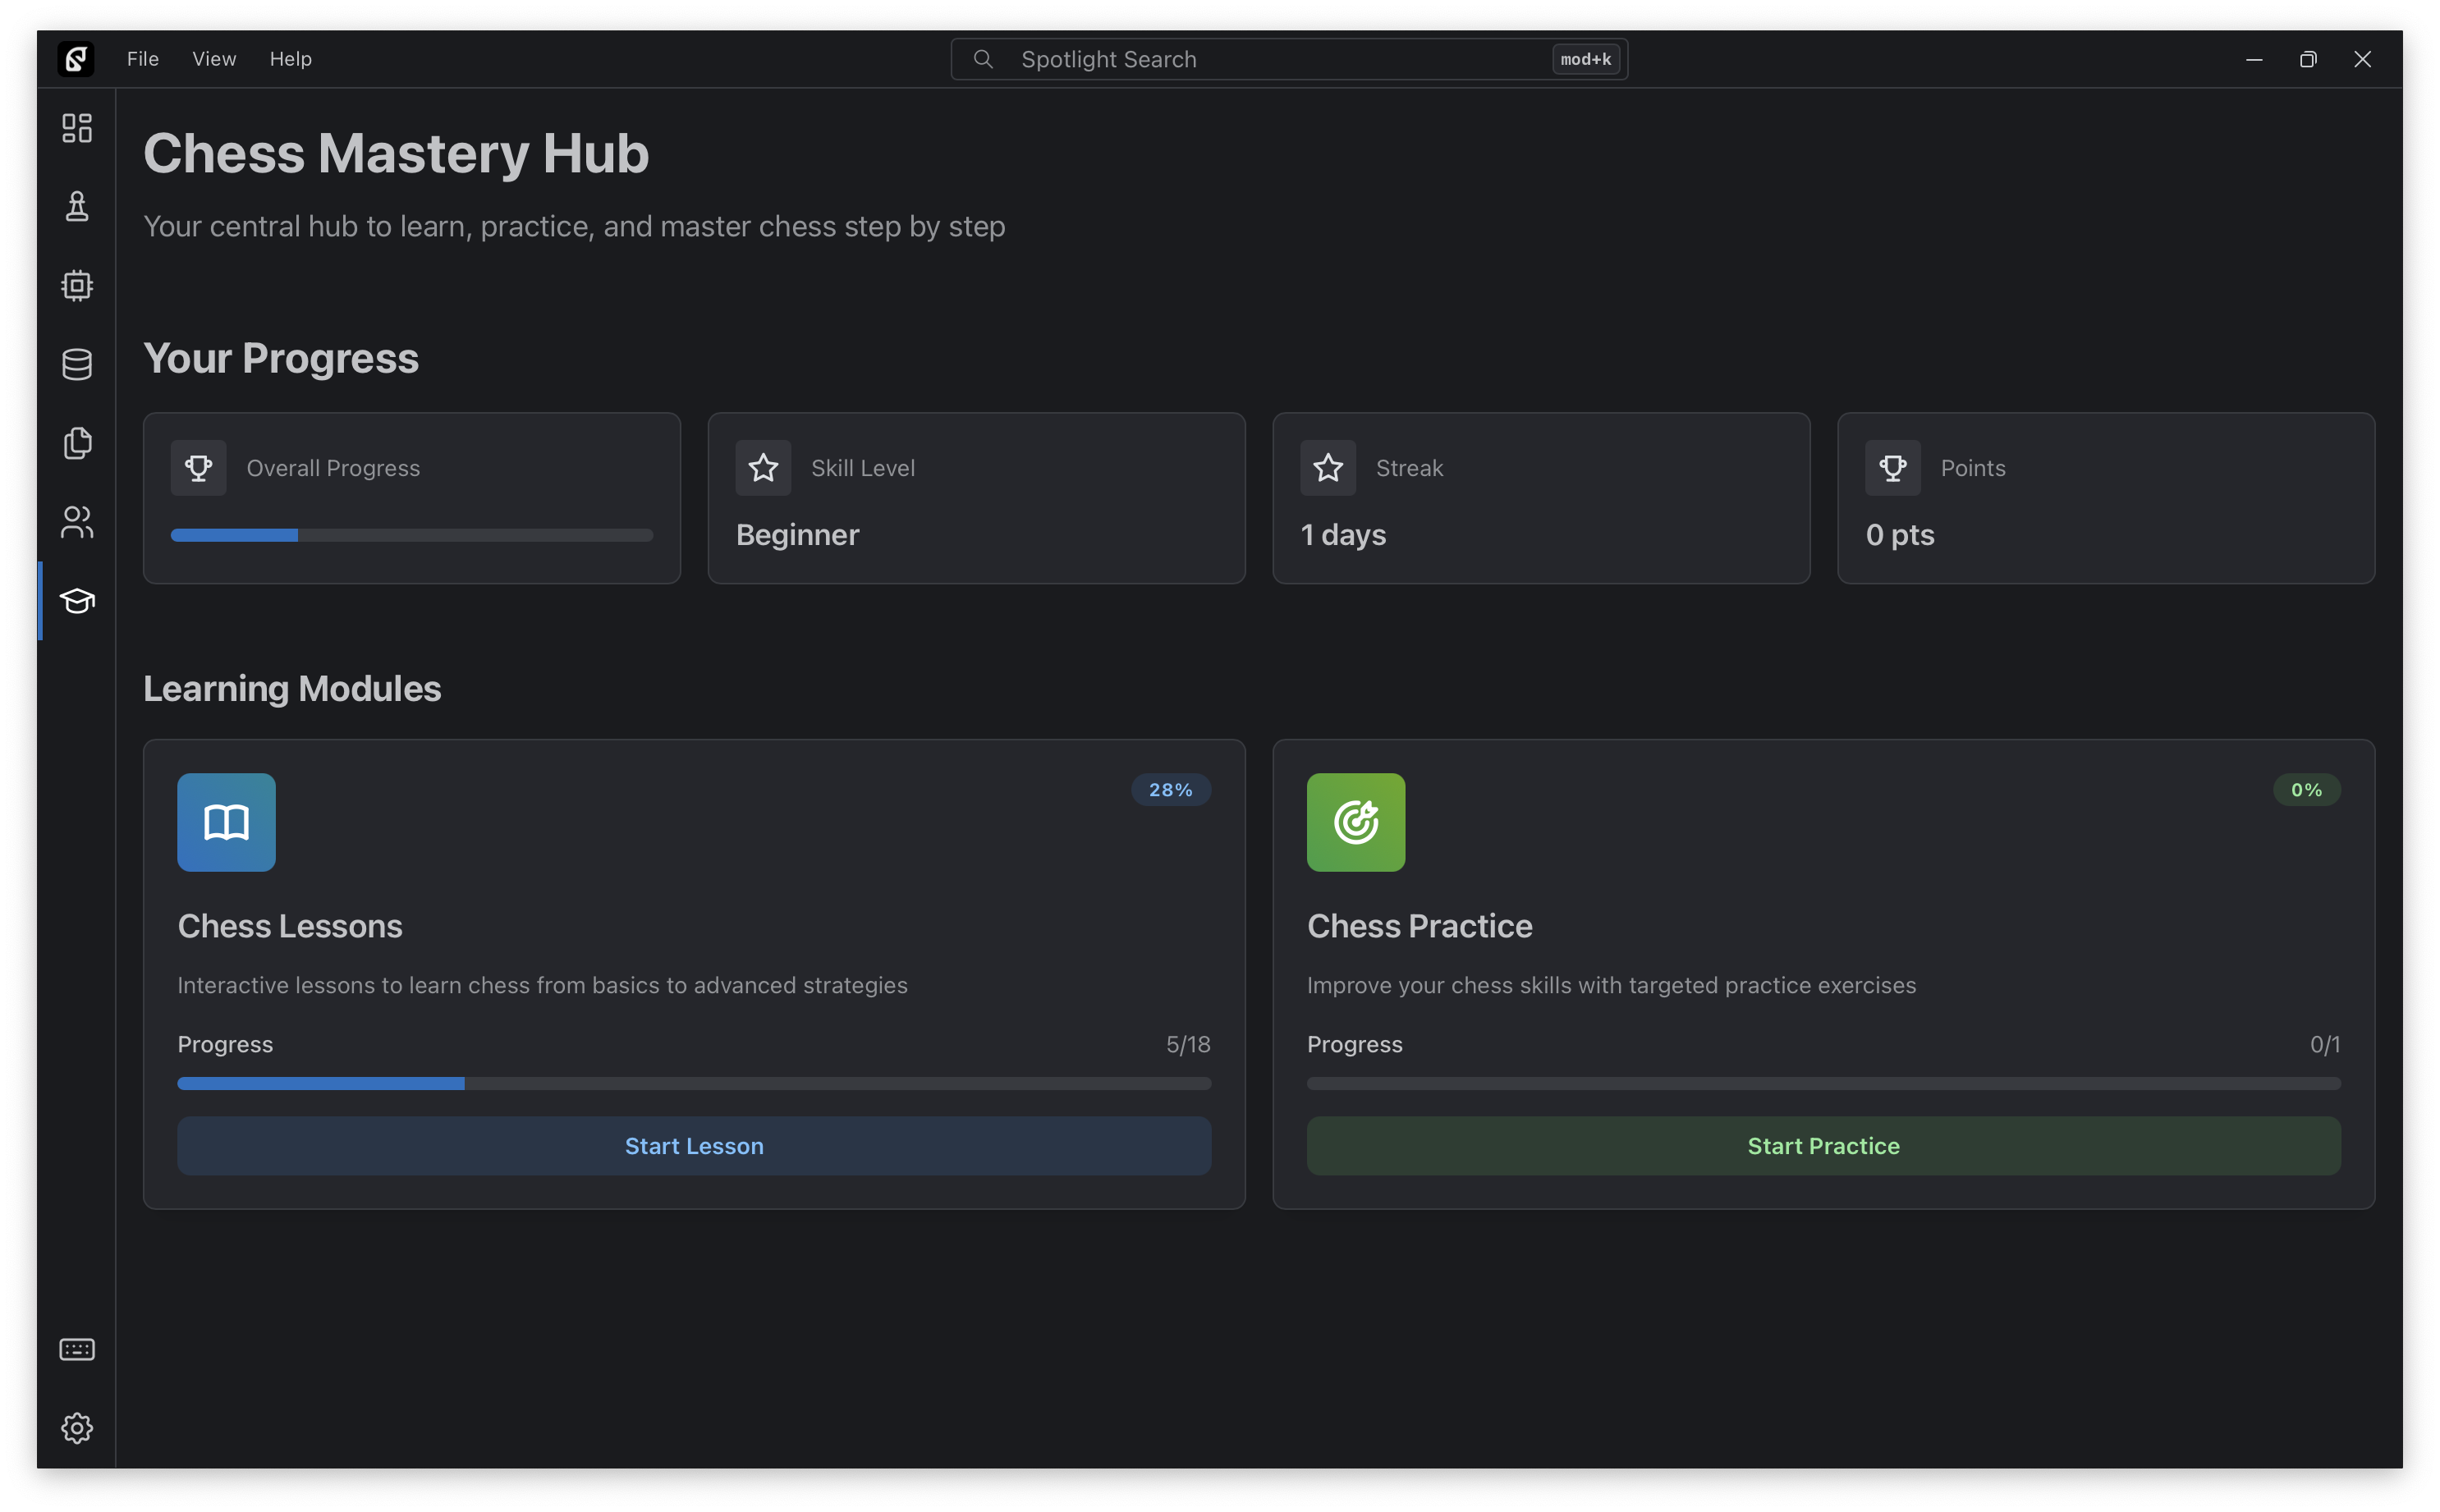 File View Help
Spotlight Search mod+k
Chess Mastery Hub
Your central hub to learn, practice, and master chess step by step
Your Progress
Overall Progress
Skill Level
Beginner
Streak
1 days
Points
0 pts
Learning Modules
28%
Chess Lessons
Interactive lessons to learn chess from basics to advanced strategies
Progress 5/18
Start Lesson
0%
Chess Practice
Improve your chess skills with targeted practice exercises
Progress 0/1
Start Practice